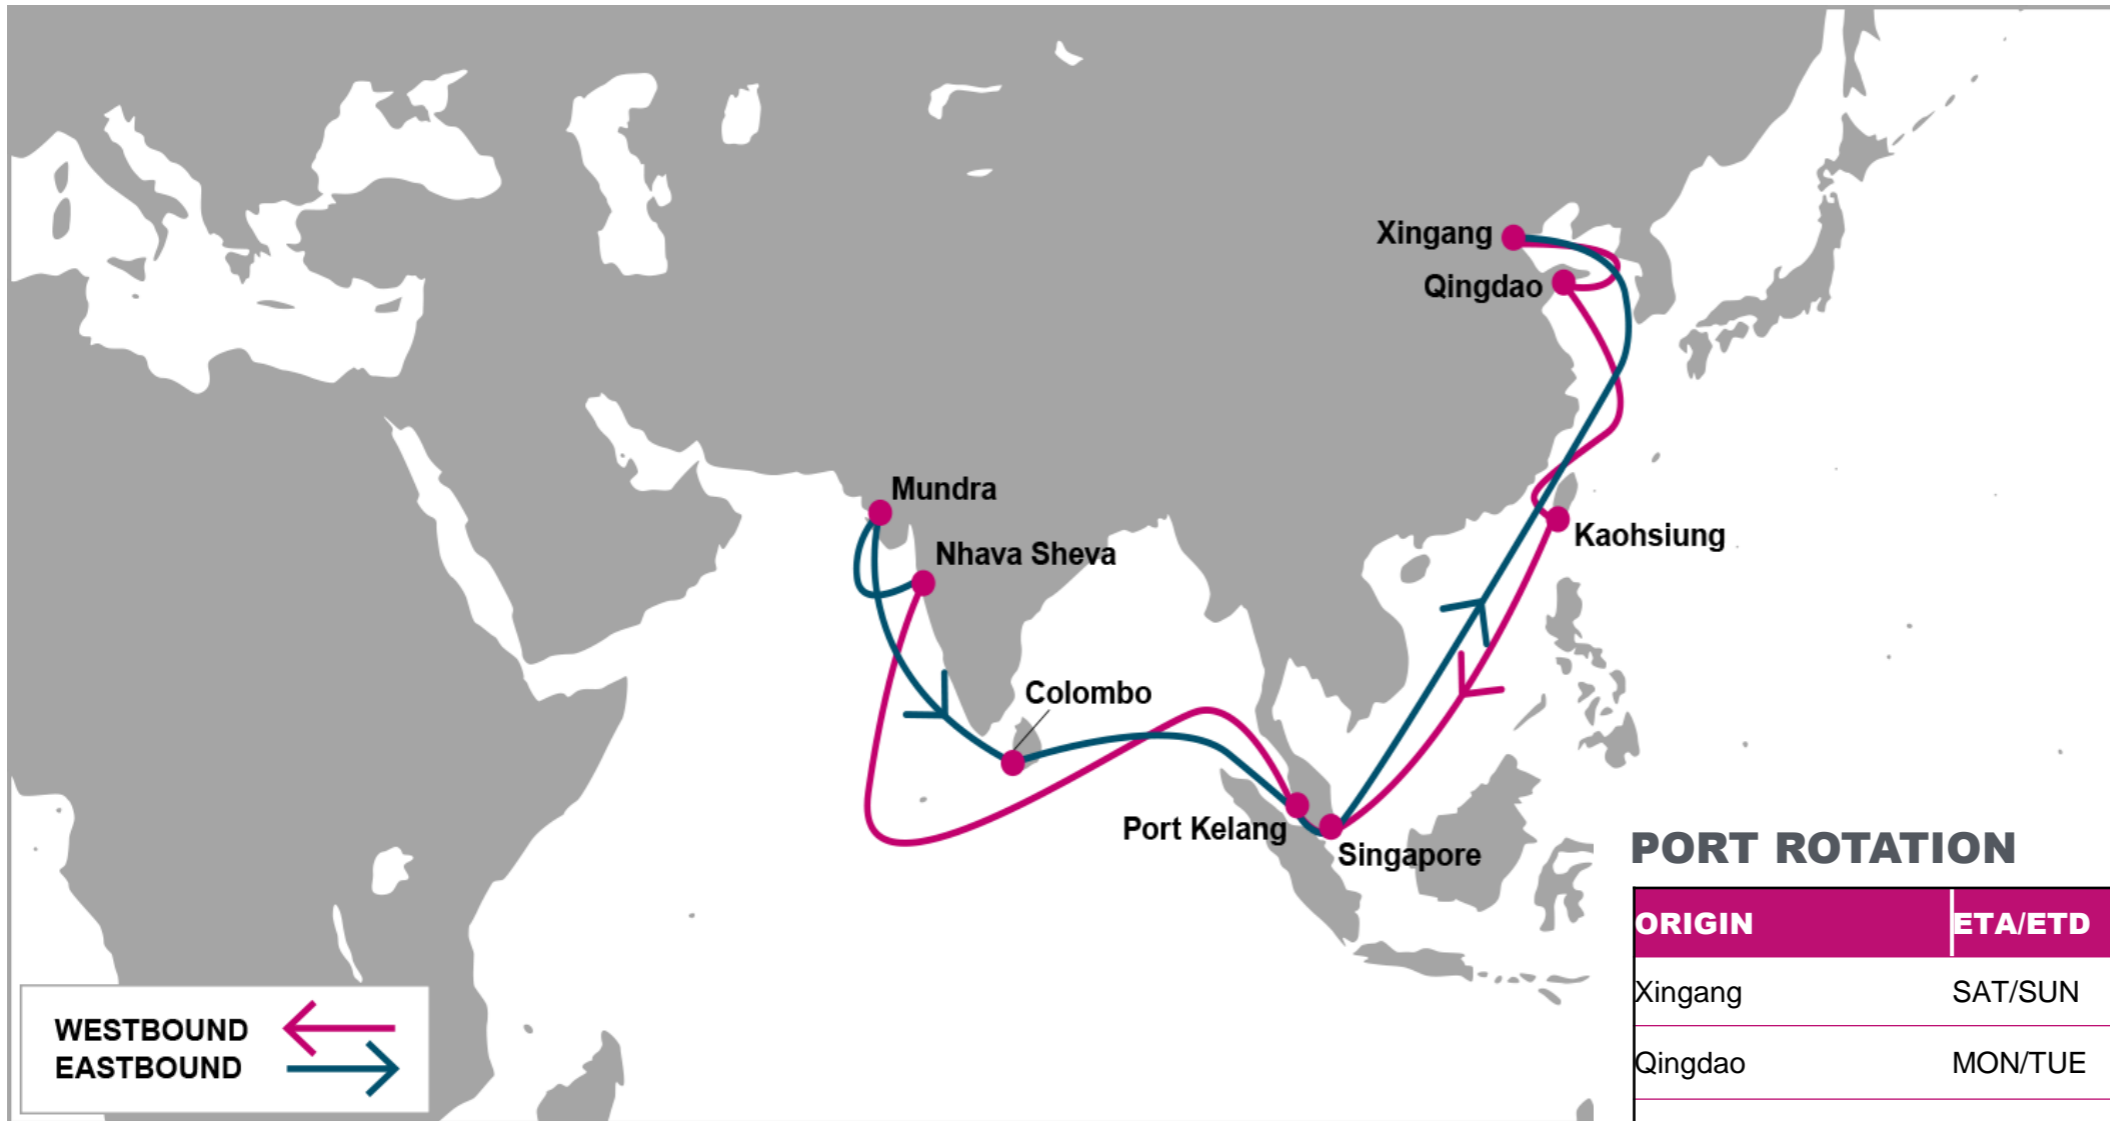 Xingang
Qingdao
Mundra
Nhava Sheva
Kaohsiung
Colombo
Port Kelang
Singapore
WESTBOUND
EASTBOUND
PORT ROTATION
ORIGIN ETA/ETD
Xingang SAT/SUN
Qingdao MON/TUE